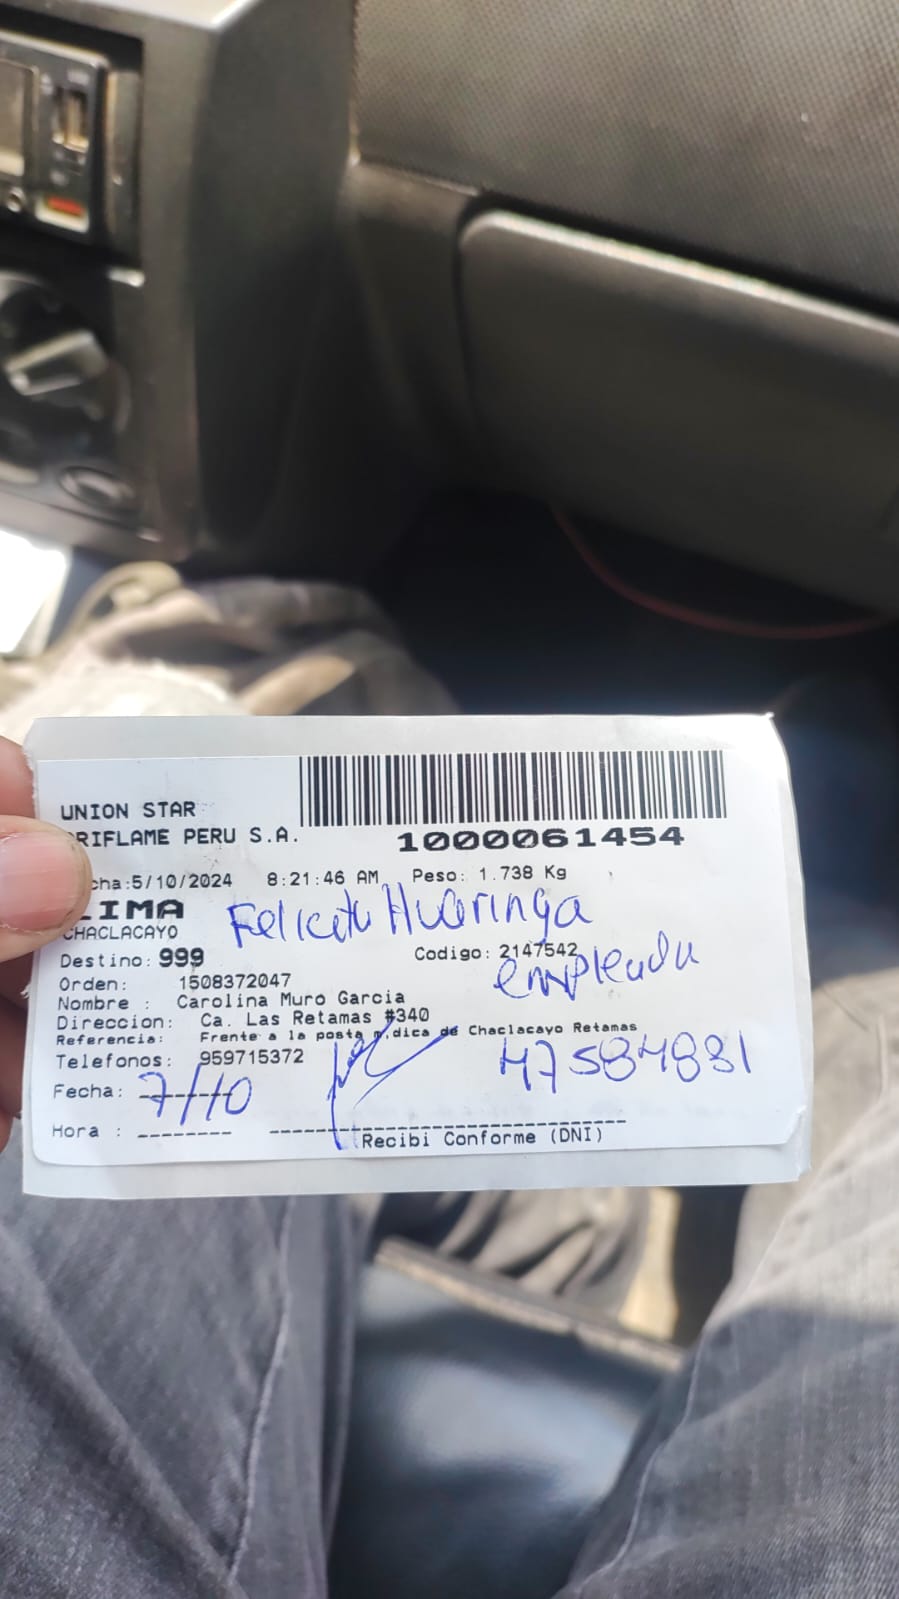 UNION STAR
ORIFLAME PERU S.A.
1000061454
cha:5/10/2024 8:21:46 AM Peso: 1.738 Kg
LIMA
CHACLACAYO
Huaringa
Destino: 999 Codigo: 2147542
empleada
Orden: 1508372047
Nombre : Carolina Muro Garcia
Direccion: Ca. Las Retamas #340
Referencia: Frente a la posta m,dica de Chaclacayo Retamas
Telefonos: 959715372
47584881
Fecha: 7/10
Hora :
Recibi Conforme (DNI)